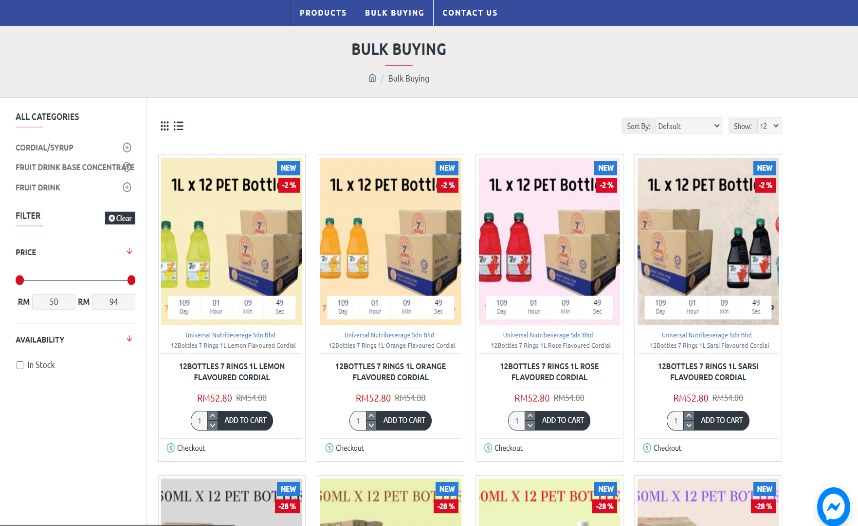 PRODUCTS BULK BUYING CONTACT US
BULK BUYING
/ Bulk Buying
ALL CATEGORIES
CORDIAL/SYRUP
FRUIT DRINK BASE CONCENTRATE
FRUIT DRINK
FILTER
Clear
PRICE
RM 50 RM 94
AVAILABILITY
In Stock
Sort By: Default Show: 12
NEW
-2 %
1L x 12 PET Bottle
109 01 09 49
Day Hour Min Sec
Universal Nutribeverage Sdn Bhd
12Bottles 7 Rings 1L Lemon Flavoured Cordial
12BOTTLES 7 RINGS 1L LEMON
FLAVOURED CORDIAL
RM52.80 RM54.00
1 ADD TO CART
Checkout
NEW
-2 %
1L x 12 PET Bottle
109 01 09 49
Day Hour Min Sec
Universal Nutribeverage Sdn Bhd
12Bottles 7 Rings 1L Orange Flavoured Cordial
12BOTTLES 7 RINGS 1L ORANGE
FLAVOURED CORDIAL
RM52.80 RM54.00
1 ADD TO CART
Checkout
NEW
-2 %
1L x 12 PET Bottle
109 01 09 49
Day Hour Min Sec
Universal Nutribeverage Sdn Bhd
12Bottles 7 Rings 1L Rose Flavoured Cordial
12BOTTLES 7 RINGS 1L ROSE
FLAVOURED CORDIAL
RM52.80 RM54.00
1 ADD TO CART
Checkout
NEW
-2 %
1L x 12 PET Bottle
109 01 09 49
Day Hour Min Sec
Universal Nutribeverage Sdn Bhd
12Bottles 7 Rings 1L Sarsi Flavoured Cordial
12BOTTLES 7 RINGS 1L SARSI
FLAVOURED CORDIAL
RM52.80 RM54.00
1 ADD TO CART
Checkout
NEW
50ML X 12 PET BOTTLE
-28 %
NEW
50ML X 12 PET BOTTLE
-28 %
NEW
50ML X 12 PET BOTTLE
-28 %
NEW
50ML X 12 PET BOTTLE
-28 %